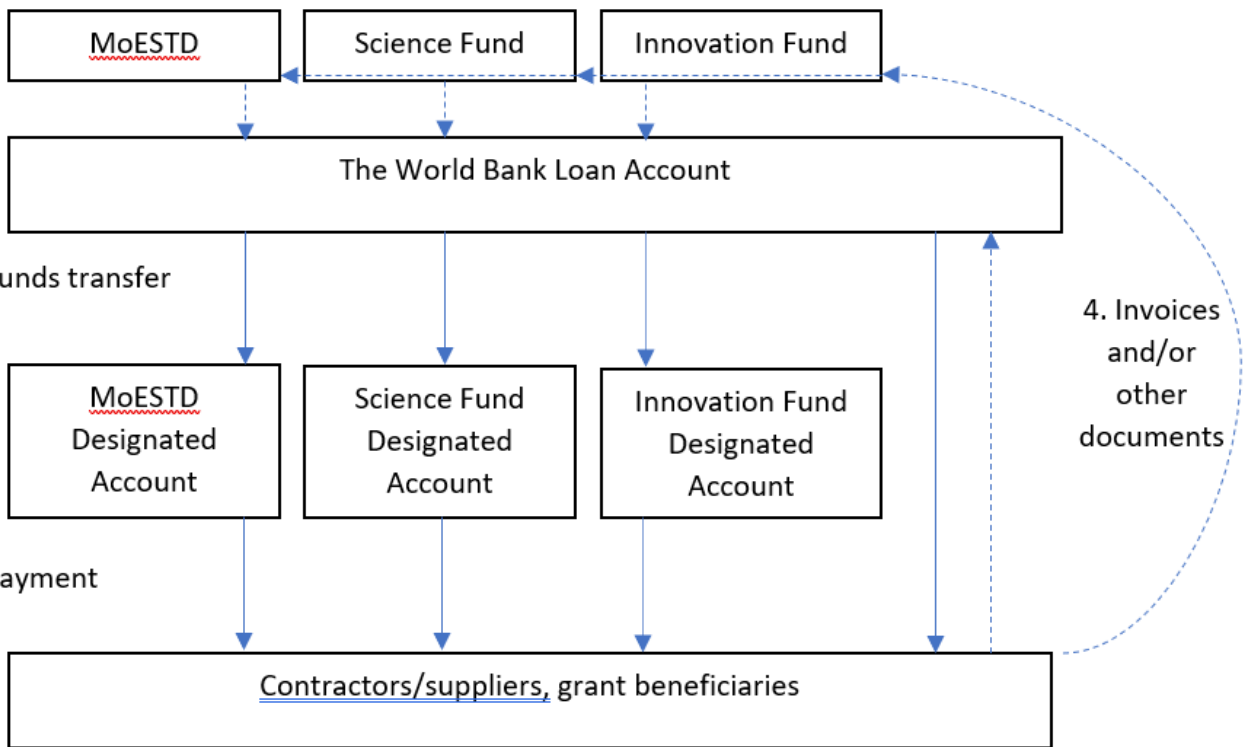 MoESTD
Science Fund
Innovation Fund
The World Bank Loan Account
unds transfer
4. Invoices
and/or
other
documents
MoESTD
Designated
Account
Science Fund
Designated
Account
Innovation Fund
Designated
Account
ayment
Contractors/suppliers, grant beneficiaries